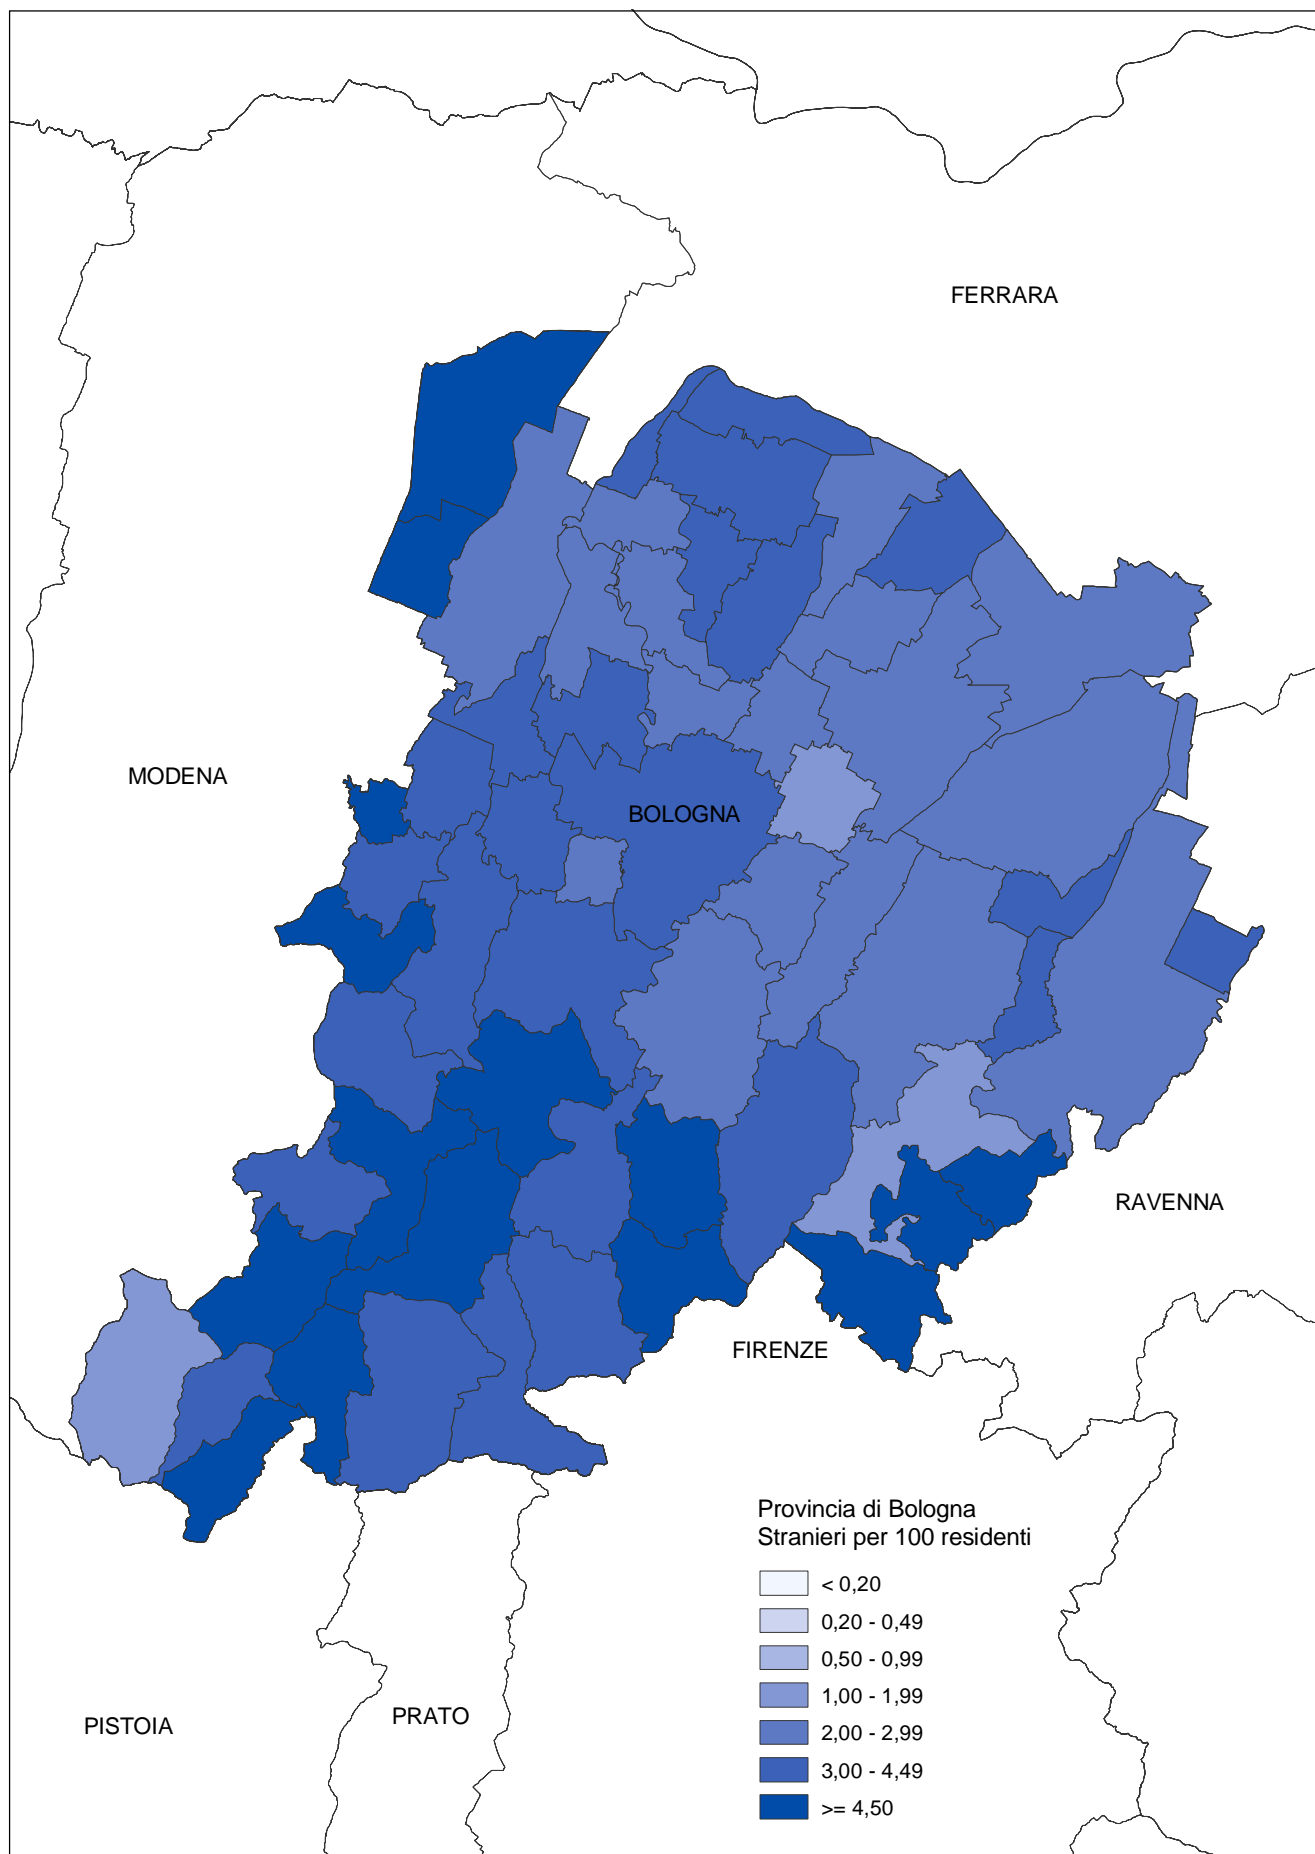 FERRARA
MODENA
BOLOGNA
RAVENNA
FIRENZE
Provincia di Bologna
Stranieri per 100 residenti
< 0,20
0,20 - 0,49
0,50 - 0,99
1,00 - 1,99
2,00 - 2,99
3,00 - 4,49
>= 4,50
PISTOIA
PRATO